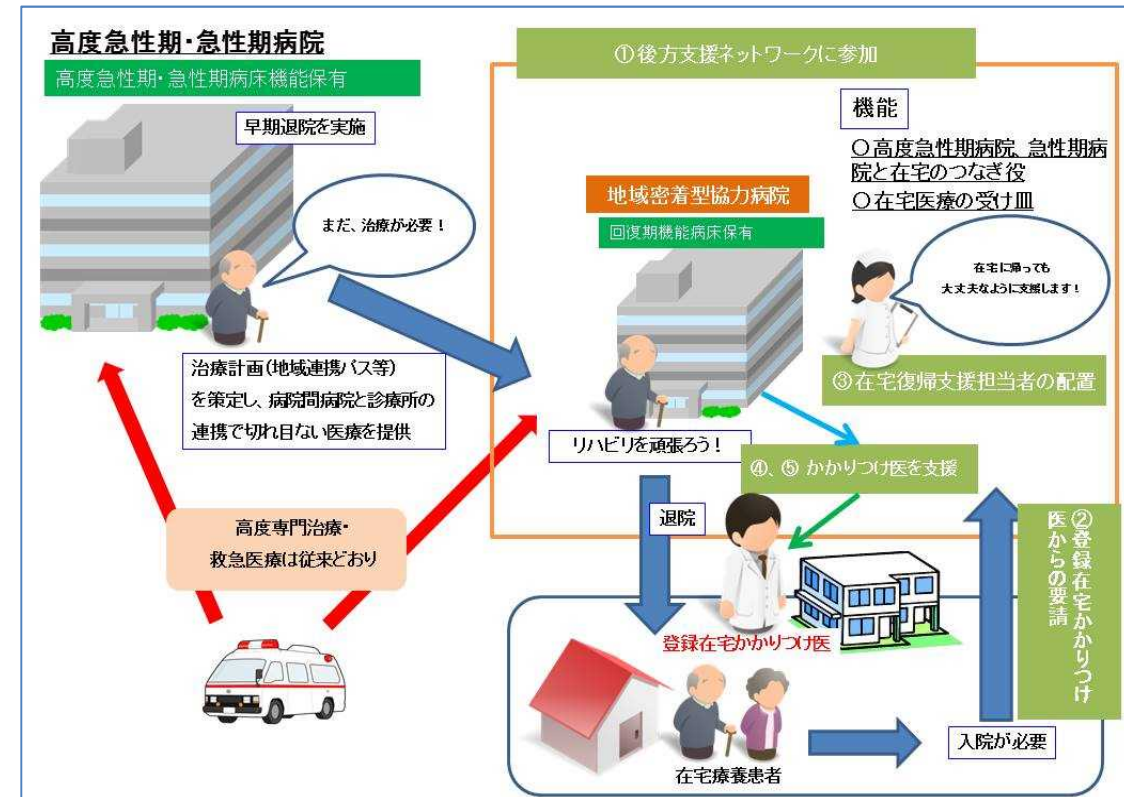 高度急性期・急性期病院
高度急性期・急性期病床機能保有
早期退院を実施
まだ、治療が必要！
治療計画(地域連携パス等)
を策定し、病院間病院と診療所の
連携で切れ目ない医療を提供
高度専門治療・
救急医療は従来どおり
①後方支援ネットワークに参加
機能
○高度急性期病院、急性期病
院と在宅のつなぎ役
○在宅医療の受け皿
地域密着型協力病院
回復期機能病床保有
在宅に帰っても
大丈夫なように支援します！
③在宅復帰支援担当者の配置
リハビリを頑張ろう！
④、⑤ かかりつけ医を支援
退院
②登録在宅かかりつけ
医からの要請
登録在宅かかりつけ医
入院が必要
在宅療養患者